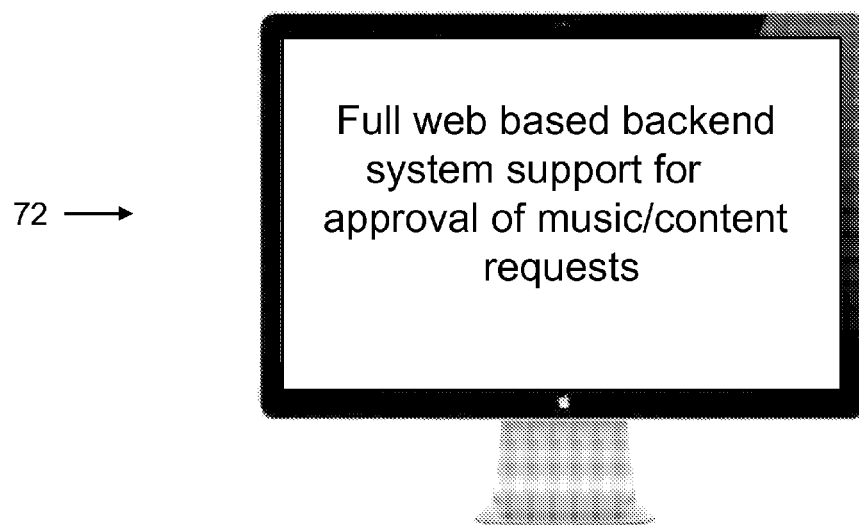 Full web based backend
system support for
72
approval of music/content
requests